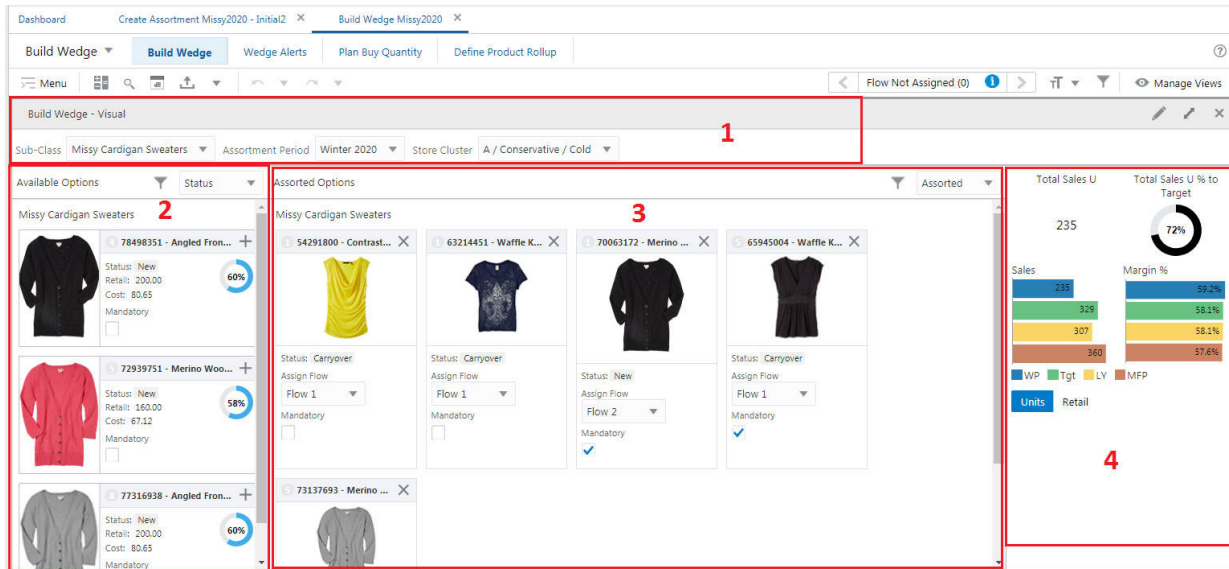 Dashboard
Create Assortment Missy2020 - Initial2
Build Wedge Missy2020
Build Wedge
Build Wedge
Wedge Alerts
Plan Buy Quantity
Define Product Rollup
Menu
Flow Not Assigned (0)
Manage Views
Build Wedge - Visual
1
Sub-Class Missy Cardigan Sweaters
Assortment Period Winter 2020
Store Cluster A / Conservative / Cold
Available Options
Status
2
Missy Cardigan Sweaters
78498351 - Angled Fron...
Status: New
Retail: 200.00
Cost: 80.65
Mandatory
60%
5 72939751 - Merino Woo...
Status: New
Retail: 160.00
Cost: 67.12
Mandatory
58%
77316938 - Angled Fron...
Status: New
Retail: 200.00
Cost: 80.65
Mandatory
60%
Assorted Options
Assorted
3
Missy Cardigan Sweaters
1 54291800 - Contrast...
Status: Carryover
Assign Flow
Flow 1
Mandatory
1 63214451 - Waffle K...
Status: Carryover
Assign Flow
Flow 1
Mandatory
3 70063172 - Merino ...
Status: New
Assign Flow
Flow 2
Mandatory
5 65945004 - Waffle K...
Status: Carryover
Assign Flow
Flow 1
Mandatory
5 73137693 - Merino ...
Total Sales U
235
Total Sales U % to
Target
72%
Sales
235
329
307
360
Margin %
59.2%
58.1%
58.1%
57.6%
WP Tgt LY MFP
Units
Retail
4